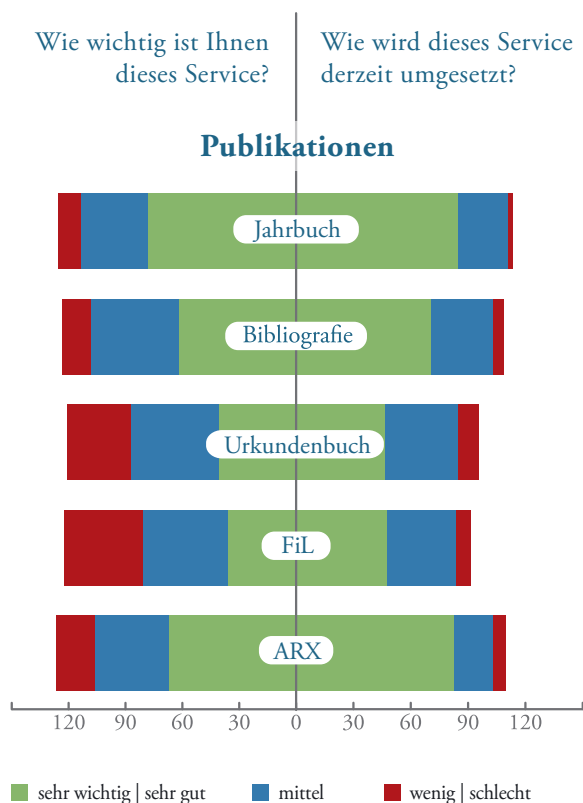 Wie wichtig ist Ihnen
dieses Service?
Wie wird dieses Service
derzeit umgesetzt?
Publikationen
Jahrbuch
Bibliografie
Urkundenbuch
FiL
ARX
120 90 60 30 0 30 60 90 120
sehr wichtig | sehr gut mittel wenig | schlecht